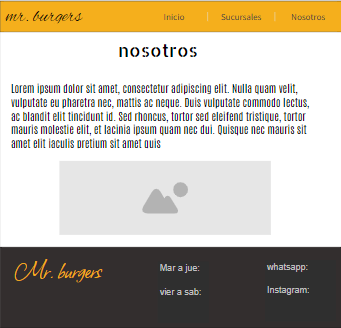 mr. burgers
Inicio | Sucursales | Nosotros
nosotros
Lorem ipsum dolor sit amet, consectetur adipiscing elit. Nulla quam velit,
vulputate eu pharetra nec, mattis ac neque. Duis vulputate commodo lectus,
ac blandit elit tincidunt id. Sed rhoncus, tortor sed eleifend tristique, tortor
mauris molestie elit, et lacinia ipsum quam nec dui. Quisque nec mauris sit
amet elit iaculis pretium sit amet quis
Mr. burgers
Mar a jue:
vier a sab:
whatsapp:
Instagram: